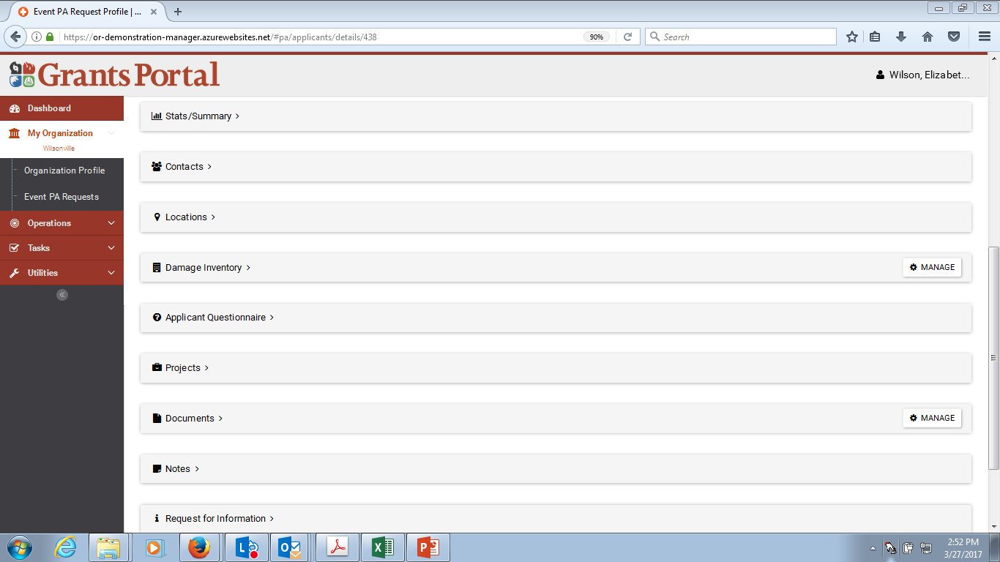 Event PA Request Profile | ...
https://or-demonstration-manager.azurewebsites.net/#pa/applicants/details/438
90%
Search
Grants Portal
Wilson, Elizabet...
Dashboard
My Organization
Wilsonville
Organization Profile
Event PA Requests
Operations
Tasks
Utilities
Stats/Summary
Contacts
Locations
Damage Inventory
MANAGE
Applicant Questionnaire
Projects
Documents
MANAGE
Notes
Request for Information
2:52 PM
3/27/2017